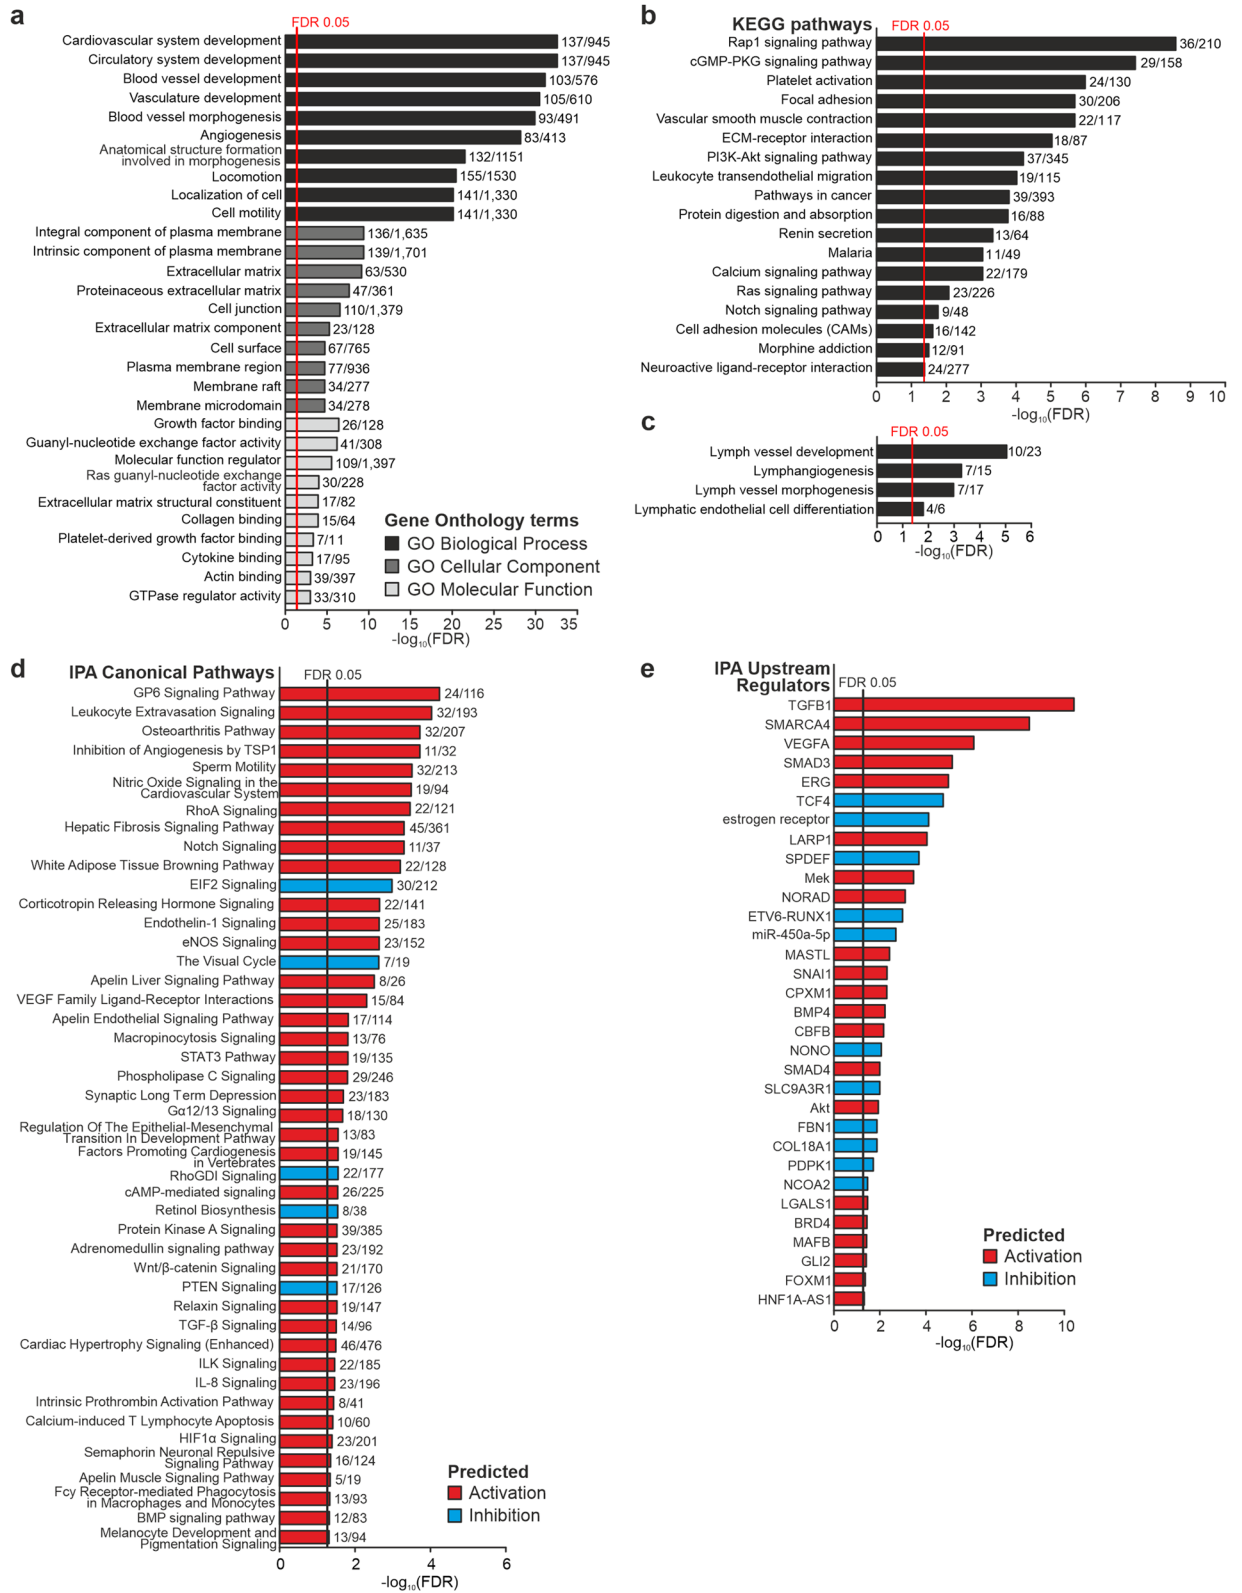 a
FDR 0.05
Cardiovascular system development 137/945
Circulatory system development 137/945
Blood vessel development 103/576
Vasculature development 105/610
Blood vessel morphogenesis 93/491
Angiogenesis 83/413
Anatomical structure formation
involved in morphogenesis 132/1151
Locomotion 155/1530
Localization of cell 141/1,330
Cell motility 141/1,330
Integral component of plasma membrane 136/1,635
Intrinsic component of plasma membrane 139/1,701
Extracellular matrix 63/530
Proteinaceous extracellular matrix 47/361
Cell junction 110/1,379
Extracellular matrix component 23/128
Cell surface 67/765
Plasma membrane region 77/936
Membrane raft 34/277
Membrane microdomain 34/278
Growth factor binding 26/128
Guanyl-nucleotide exchange factor activity 41/308
Molecular function regulator 109/1,397
Ras guanyl-nucleotide exchange
factor activity 30/228
Extracellular matrix structural constituent 17/82
Collagen binding 15/64
Platelet-derived growth factor binding 7/11
Cytokine binding 17/95
Actin binding 39/397
GTPase regulator activity 33/310
Gene Onthology terms
GO Biological Process
GO Cellular Component
GO Molecular Function
0 5 10 15 20 25 30 35
-log10(FDR)
b
KEGG pathways
FDR 0.05
Rap1 signaling pathway 36/210
cGMP-PKG signaling pathway 29/158
Platelet activation 24/130
Focal adhesion 30/206
Vascular smooth muscle contraction 22/117
ECM-receptor interaction 18/87
PI3K-Akt signaling pathway 37/345
Leukocyte transendothelial migration 19/115
Pathways in cancer 39/393
Protein digestion and absorption 16/88
Renin secretion 13/64
Malaria 11/49
Calcium signaling pathway 22/179
Ras signaling pathway 23/226
Notch signaling pathway 9/48
Cell adhesion molecules (CAMs) 16/142
Morphine addiction 12/91
Neuroactive ligand-receptor interaction 24/277
0 1 2 3 4 5 6 7 8 9 10
-log10(FDR)
c
FDR 0.05
Lymph vessel development 10/23
Lymphangiogenesis 7/15
Lymph vessel morphogenesis 7/17
Lymphatic endothelial cell differentiation 4/6
0 1 2 3 4 5 6
-log10(FDR)
d
IPA Canonical Pathways
FDR 0.05
GP6 Signaling Pathway 24/116
Leukocyte Extravasation Signaling 32/193
Osteoarthritis Pathway 32/207
Inhibition of Angiogenesis by TSP1 11/32
Sperm Motility 32/213
Nitric Oxide Signaling in the
Cardiovascular System 19/94
RhoA Signaling 22/121
Hepatic Fibrosis Signaling Pathway 45/361
Notch Signaling 11/37
White Adipose Tissue Browning Pathway 22/128
EIF2 Signaling 30/212
Corticotropin Releasing Hormone Signaling 22/141
Endothelin-1 Signaling 25/183
eNOS Signaling 23/152
The Visual Cycle 7/19
Apelin Liver Signaling Pathway 8/26
VEGF Family Ligand-Receptor Interactions 15/84
Apelin Endothelial Signaling Pathway 17/114
Macropinocytosis Signaling 13/76
STAT3 Pathway 19/135
Phospholipase C Signaling 29/246
Synaptic Long Term Depression 23/183
Gα12/13 Signaling 18/130
Regulation Of The Epithelial-Mesenchymal
Transition In Development Pathway 13/83
Factors Promoting Cardiogenesis
in Vertebrates 19/145
RhoGDI Signaling 22/177
cAMP-mediated signaling 26/225
Retinol Biosynthesis 8/38
Protein Kinase A Signaling 39/385
Adrenomedullin signaling pathway 23/192
Wnt/β-catenin Signaling 21/170
PTEN Signaling 17/126
Relaxin Signaling 19/147
TGF-β Signaling 14/96
Cardiac Hypertrophy Signaling (Enhanced) 46/476
ILK Signaling 22/185
IL-8 Signaling 23/196
Intrinsic Prothrombin Activation Pathway 8/41
Calcium-induced T Lymphocyte Apoptosis 10/60
HIF1α Signaling 23/201
Semaphorin Neuronal Repulsive
Signaling Pathway 16/124
Apelin Muscle Signaling Pathway 5/19
Fcy Receptor-mediated Phagocytosis
in Macrophages and Monocytes 13/93
BMP signaling pathway 12/83
Melanocyte Development and
Pigmentation Signaling 13/94
Predicted
Activation
Inhibition
0 2 4 6
-log10(FDR)
e
IPA Upstream
Regulators
FDR 0.05
TGFB1
SMARCA4
VEGFA
SMAD3
ERG
TCF4
estrogen receptor
LARP1
SPDEF
Mek
NORAD
ETV6-RUNX1
miR-450a-5p
MASTL
SNAI1
CPXM1
BMP4
CBFB
NONO
SMAD4
SLC9A3R1
Akt
FBN1
COL18A1
PDPK1
NCOA2
LGALS1
BRD4
MAFB
GLI2
FOXM1
HNF1A-AS1
Predicted
Activation
Inhibition
0 2 4 6 8 10
-log10(FDR)